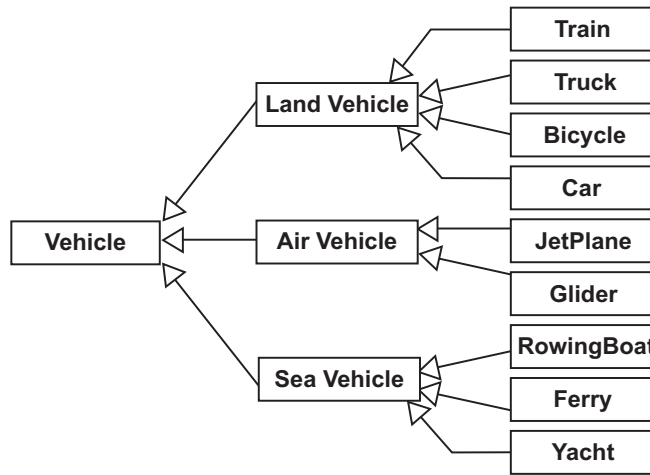 Train
Truck
Land Vehicle
Bicycle
Car
Vehicle
Air Vehicle
JetPlane
Glider
RowingBoat
Sea Vehicle
Ferry
Yacht